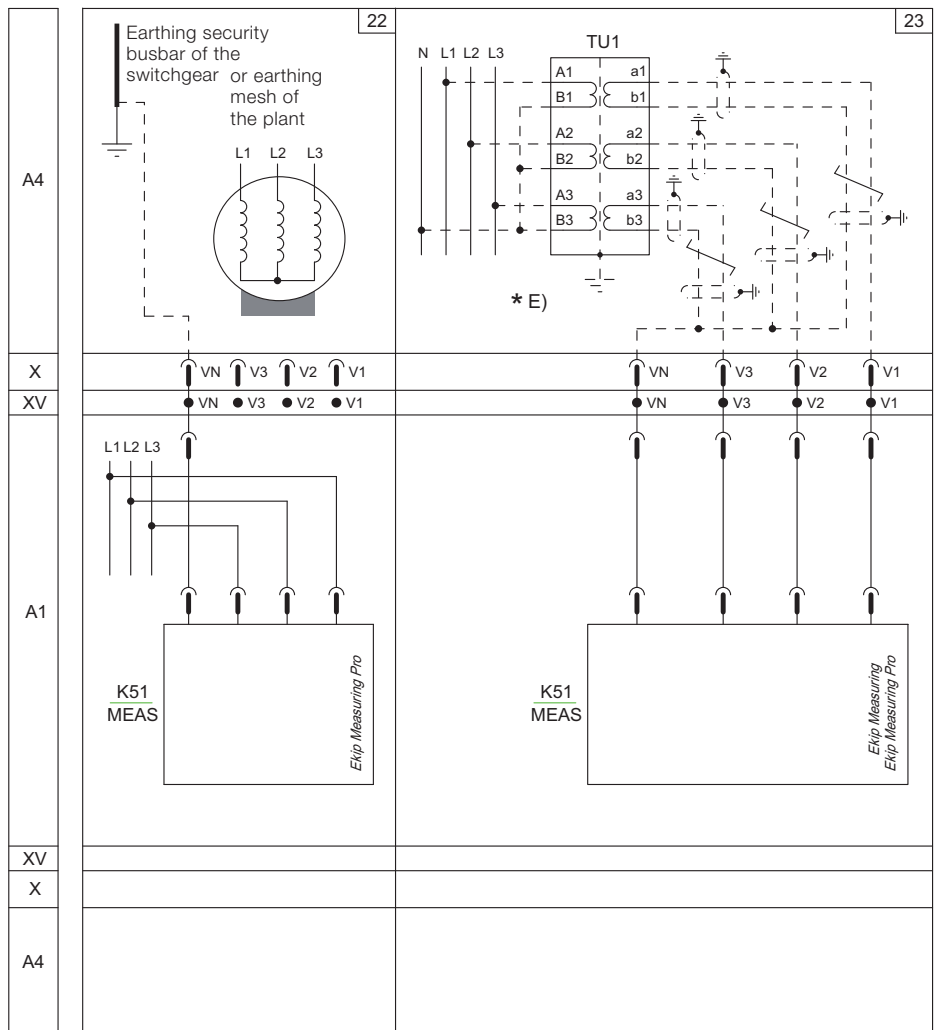 22
Earthing security
busbar of the
switchgear or earthing
mesh of
the plant
L1 L2 L3
23
N L1 L2 L3
TU1
A1 a1
B1 b1
A2 a2
B2 b2
A3 a3
B3 b3
* E)
A4
X
VN V3 V2 V1
VN V3 V2 V1
XV
VN V3 V2 V1
VN V3 V2 V1
A1
L1 L2 L3
K51
MEAS
Ekip Measuring Pro
K51
MEAS
Ekip Measuring
Ekip Measuring Pro
XV
X
A4